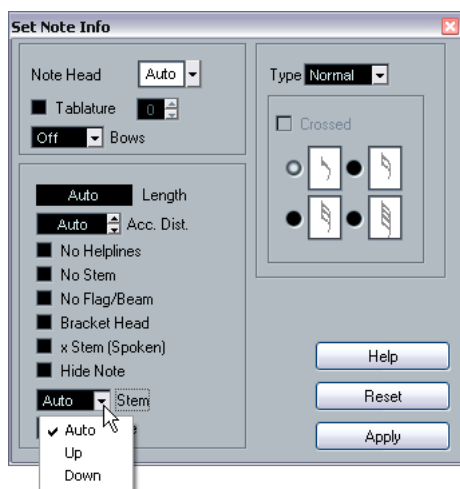 Set Note Info
Note Head Auto
Tablature 0
Off Bows
Auto Length
Auto Acc. Dist.
No Helplines
No Stem
No Flag/Beam
Bracket Head
x Stem (Spoken)
Hide Note
Auto Stem
Auto
Up
Down
Type Normal
Crossed
Help
Reset
Apply